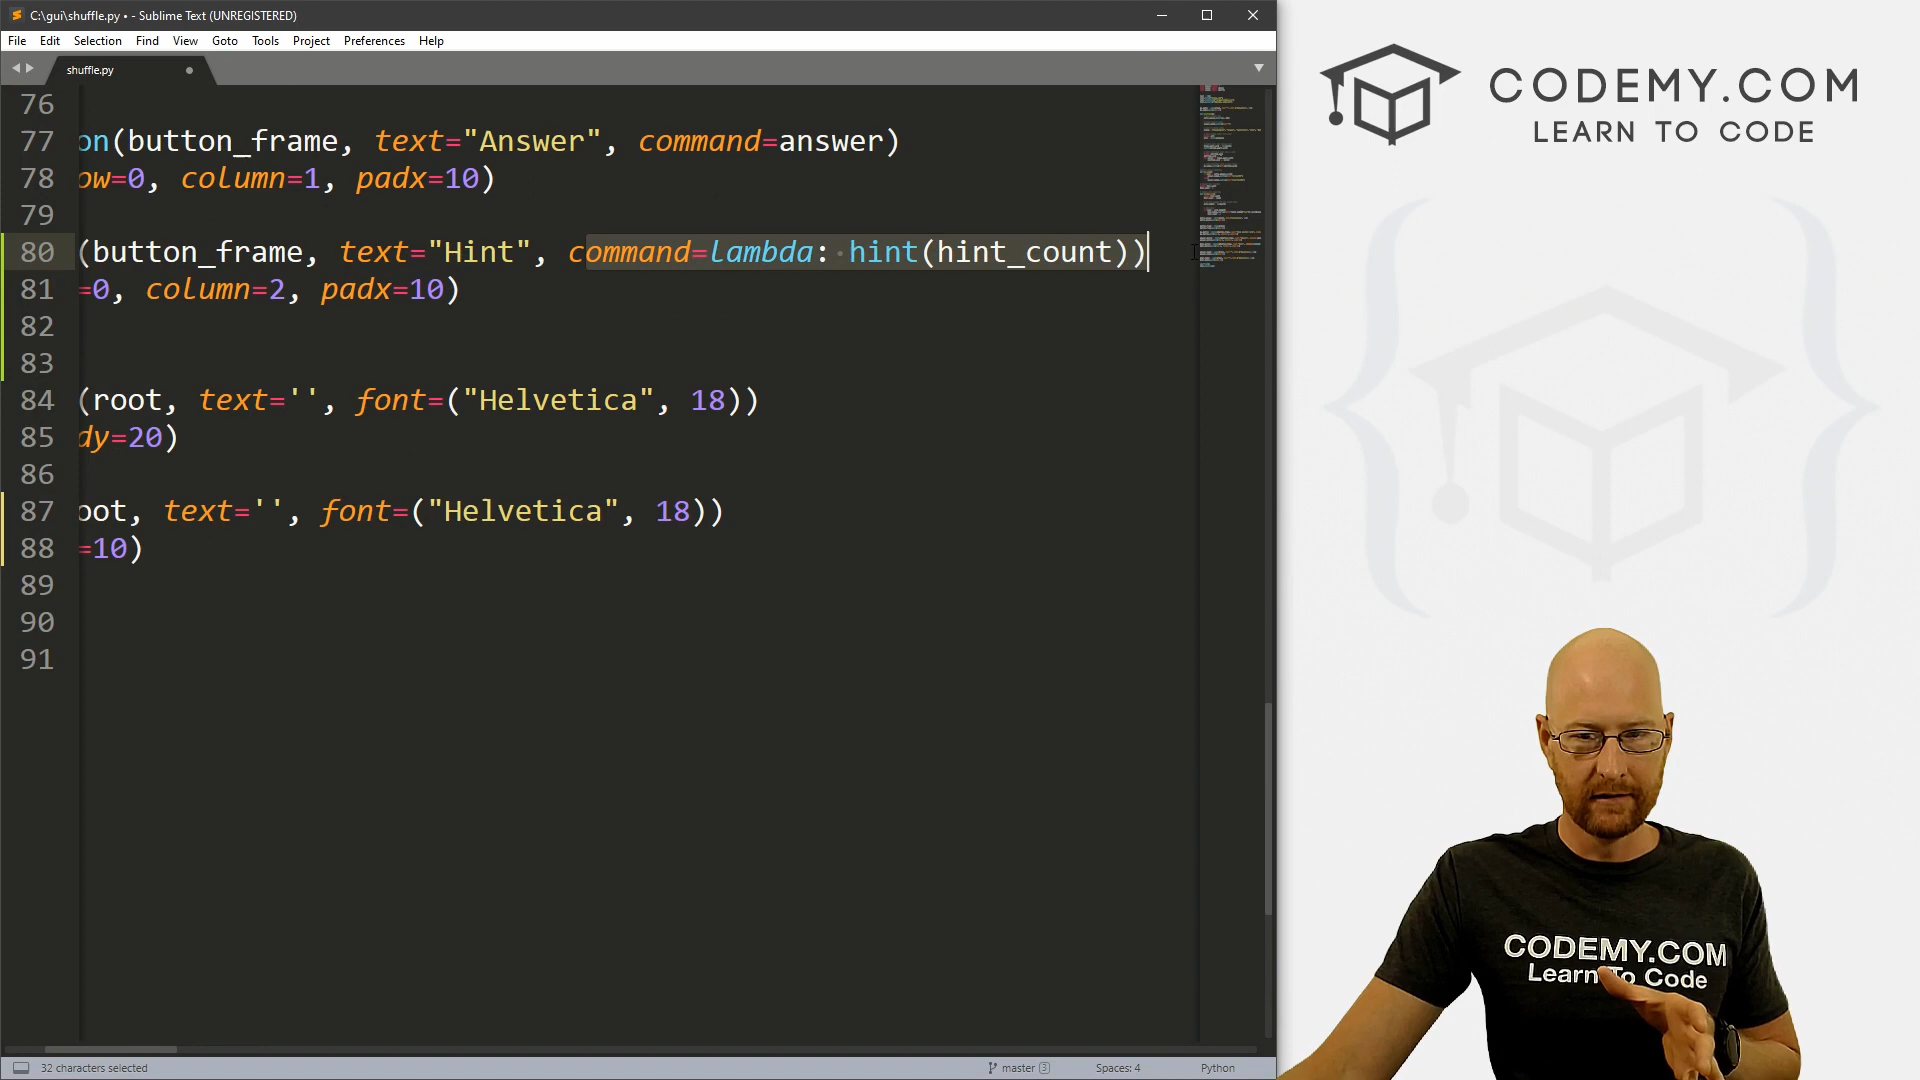 C:\gui\shuffle.py • - Sublime Text (UNREGISTERED)
File Edit Selection Find View Goto Tools Project Preferences Help
shuffle.py
76
77 on(button_frame, text="Answer", command=answer)
78 ow=0, column=1, padx=10)
79
80 (button_frame, text="Hint", command=lambda: hint(hint_count))
81 =0, column=2, padx=10)
82
83
84 (root, text='', font=("Helvetica", 18))
85 dy=20)
86
87 oot, text='', font=("Helvetica", 18))
88 =10)
89
90
91
32 characters selected
master 3
Spaces: 4
Python
CODEMY.COM
LEARN TO CODE
CODEMY.COM
Learn To Code